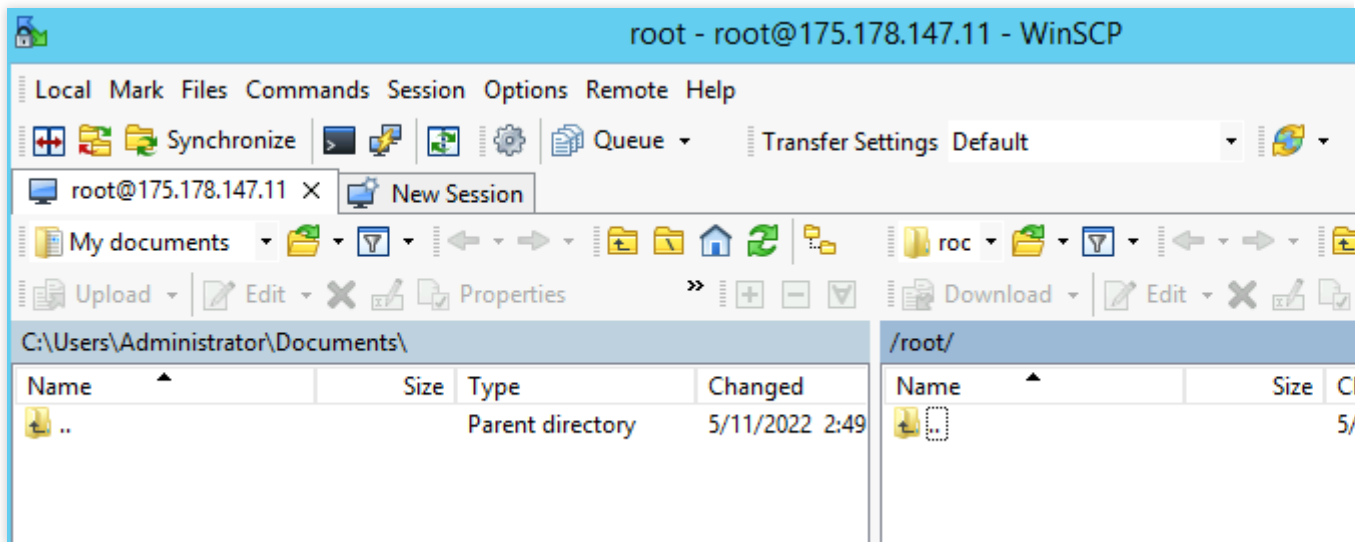 root - root@175.178.147.11 - WinSCP
Local Mark Files Commands Session Options Remote Help
Synchronize Queue Transfer Settings Default
root@175.178.147.11 New Session
My documents roc
Upload Edit Properties » Download Edit
C:\Users\Administrator\Documents\ /root/
Name Size Type Changed Name Size
.. Parent directory 5/11/2022 2:49 .. 5/